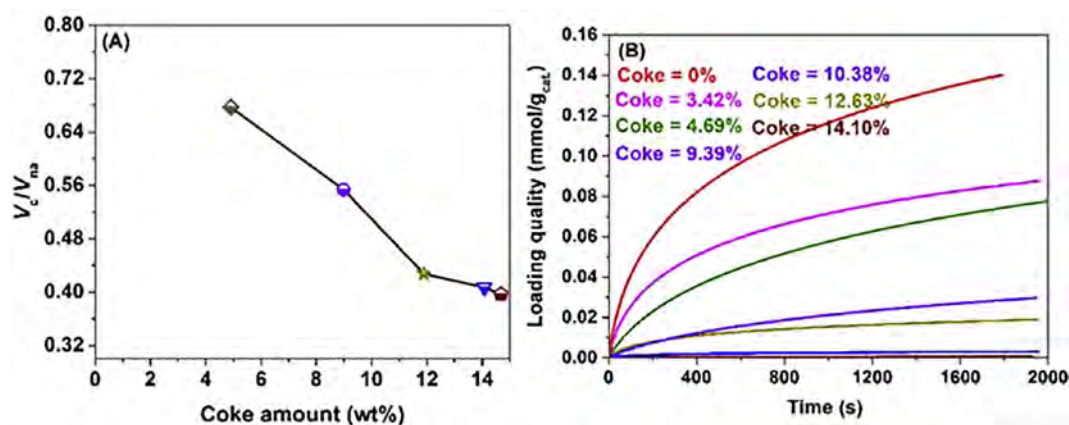 (A)
0.80
0.72
0.64
0.56
0.48
0.40
0.32
Vc/Vna
0 2 4 6 8 10 12 14
Coke amount (wt%)
(B)
0.16
0.14
0.12
0.10
0.08
0.06
0.04
0.02
0.00
Loading quality (mmol/gcat.)
Coke = 0% Coke = 10.38%
Coke = 3.42% Coke = 12.63%
Coke = 4.69% Coke = 14.10%
Coke = 9.39%
0 400 800 1200 1600 2000
Time (s)